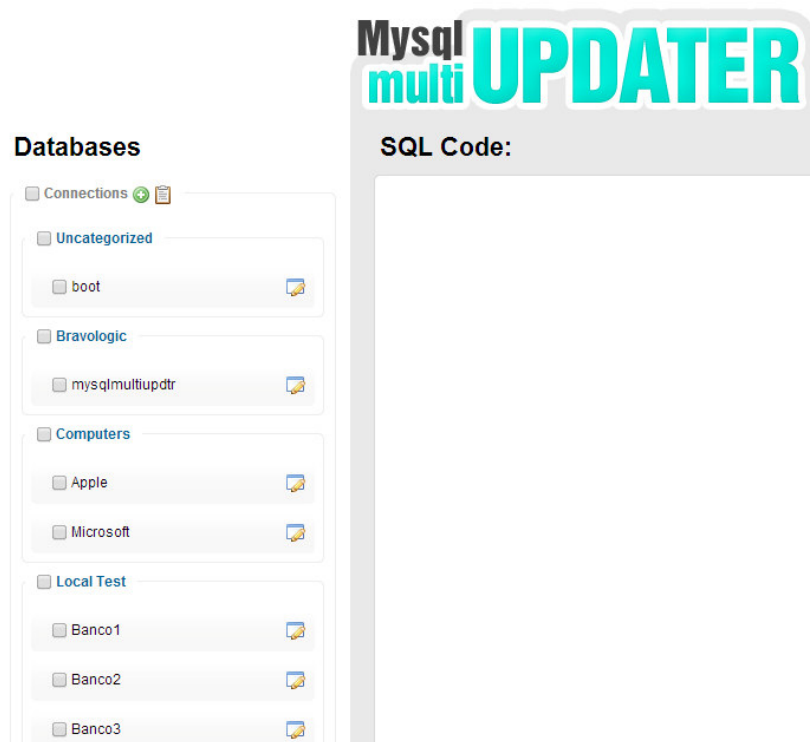 Mysql
multi UPDATER
Databases
SQL Code:
Connections
Uncategorized
boot
Bravologic
mysqlmultiupdtr
Computers
Apple
Microsoft
Local Test
Banco1
Banco2
Banco3